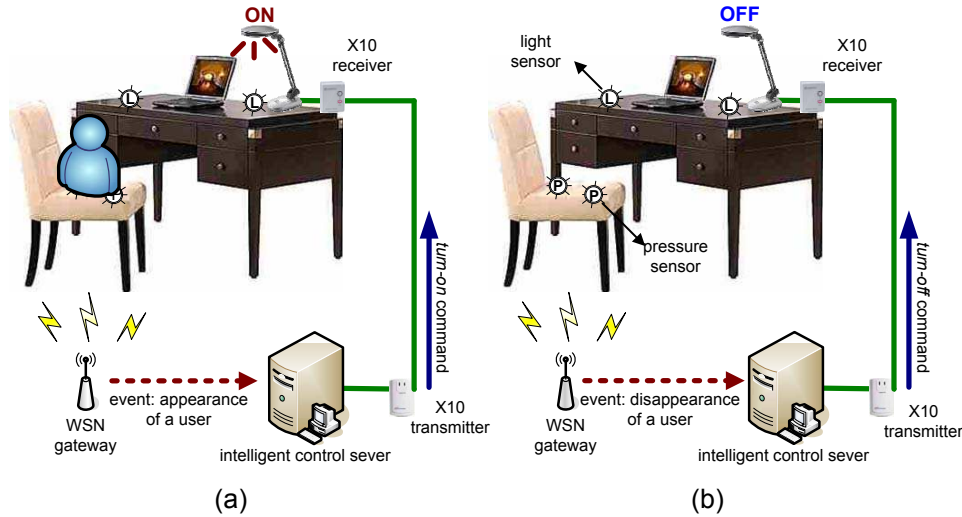 ON
X10
receiver
L
L
turn-on command
WSN
gateway
event: appearance
of a user
X10
transmitter
intelligent control sever
(a)
OFF
light
sensor
X10
receiver
L
L
P
P
pressure
sensor
turn-off command
WSN
gateway
event: disappearance
of a user
X10
transmitter
intelligent control sever
(b)